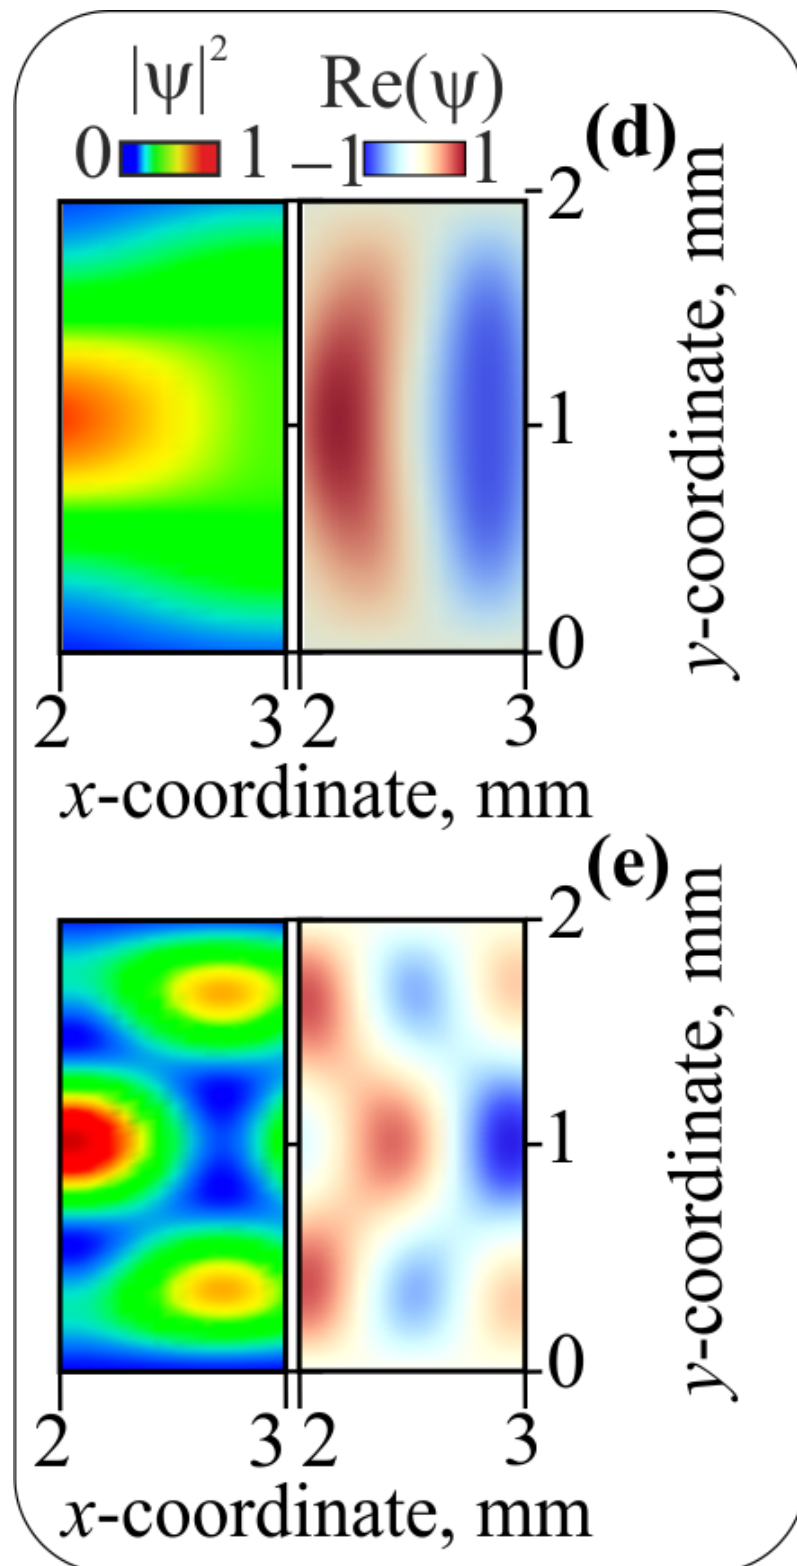 |ψ|² Re(ψ)
0 1 –1 1 (d)
-2
1
0
y-coordinate, mm
2 3 2 3
x-coordinate, mm
(e)
2
1
0
y-coordinate, mm
2 3 2 3
x-coordinate, mm